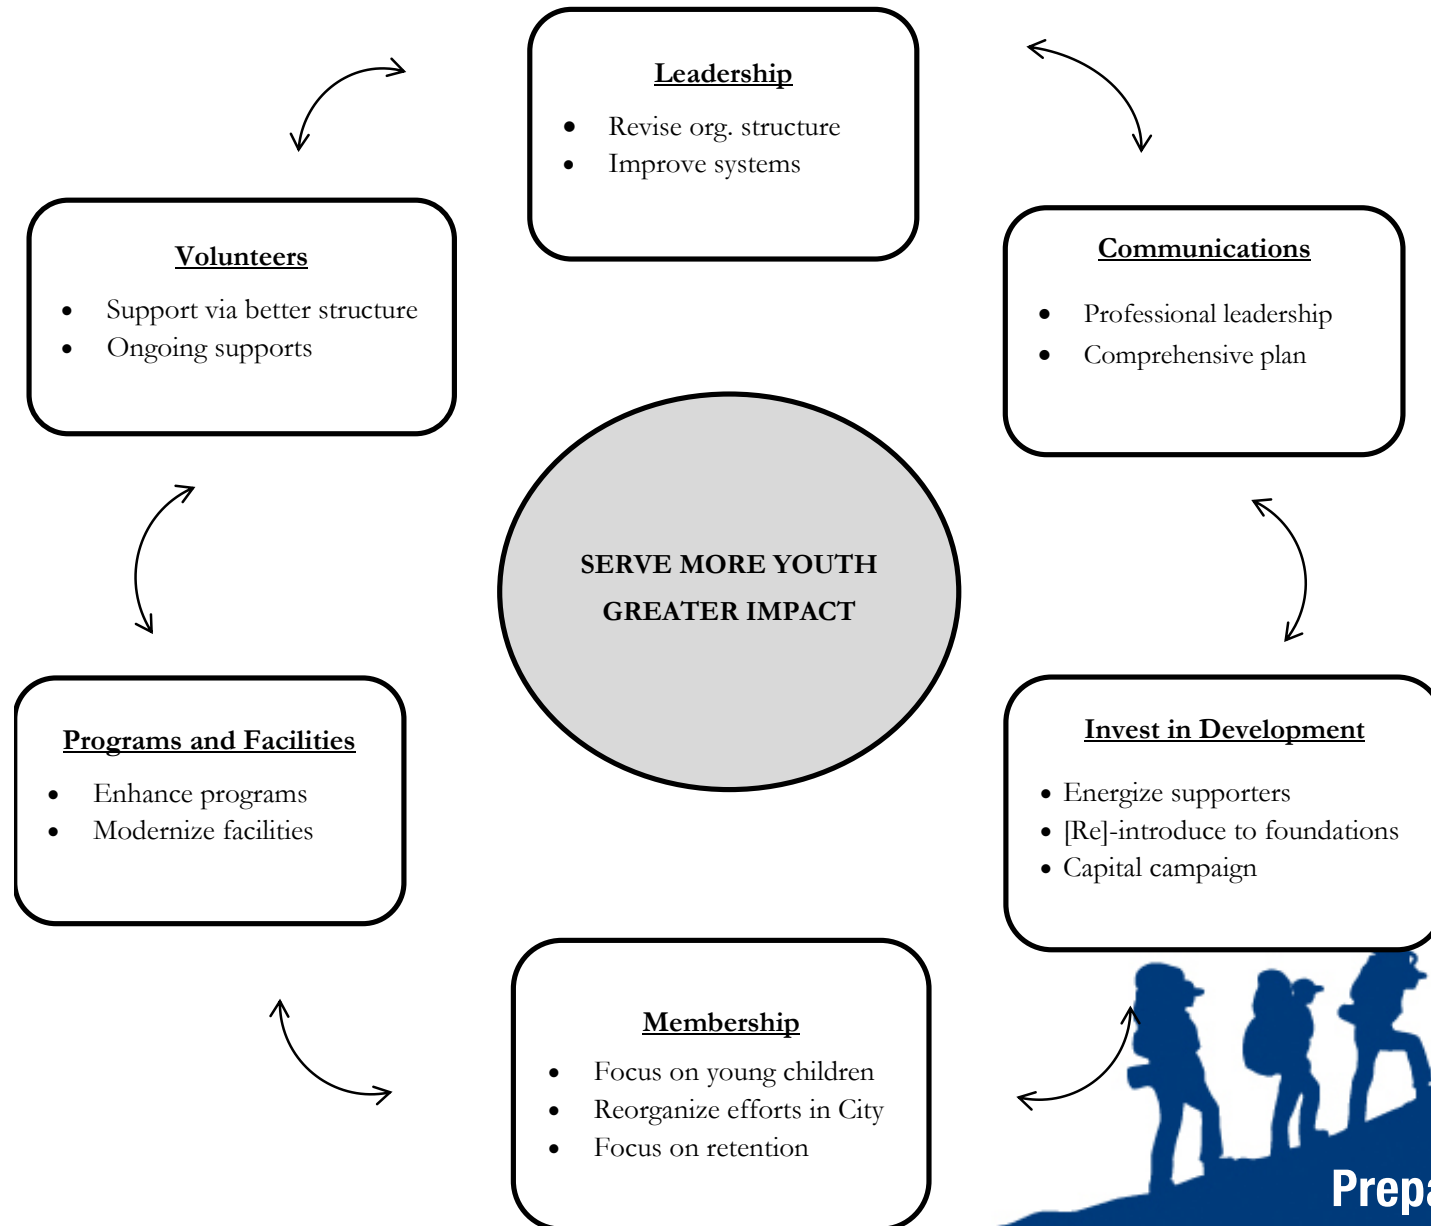 Leadership
• Revise org. structure
• Improve systems
Volunteers
• Support via better structure
• Ongoing supports
Communications
• Professional leadership
• Comprehensive plan
SERVE MORE YOUTH
GREATER IMPACT
Programs and Facilities
• Enhance programs
• Modernize facilities
Invest in Development
• Energize supporters
• [Re]-introduce to foundations
• Capital campaign
Membership
• Focus on young children
• Reorganize efforts in City
• Focus on retention
Prepa